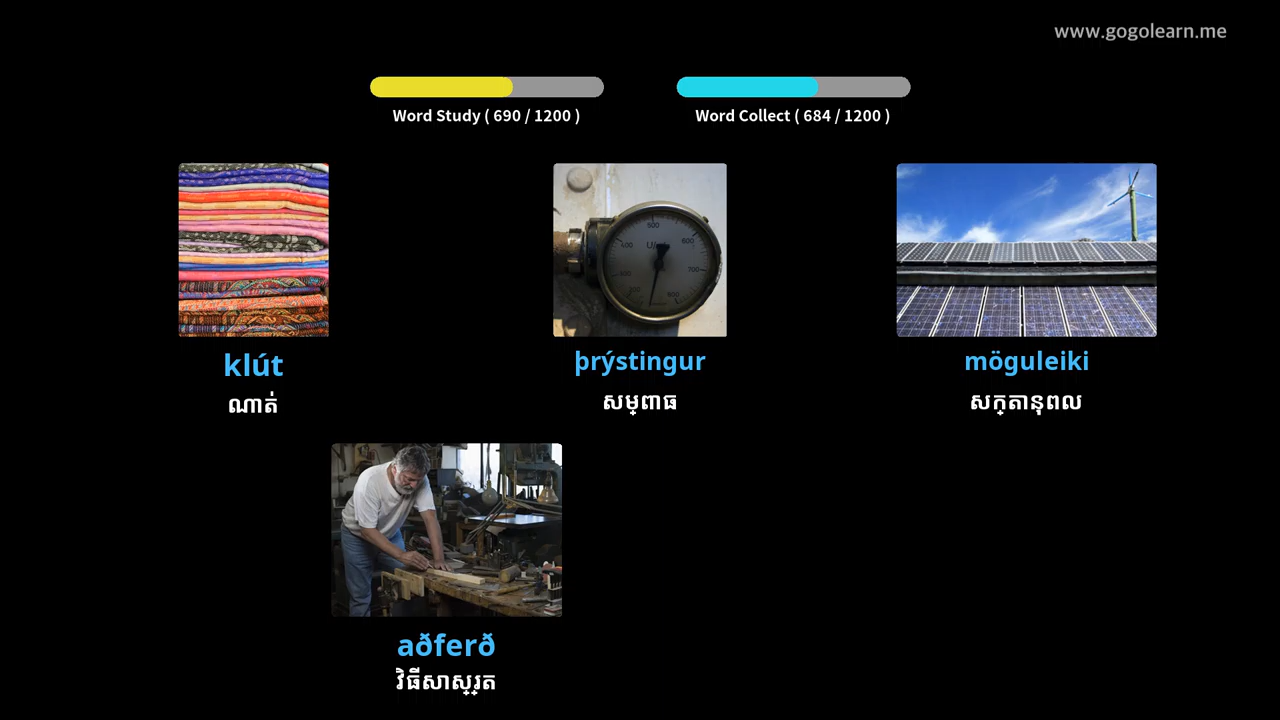 www.gogolearn.me
Word Study ( 690 / 1200 )
Word Collect ( 684 / 1200 )
klút
ណាត់
þrýstingur
សម្ពាធ
möguleiki
សក្តានុពល
aðferð
វិធីសាស្រ្ត